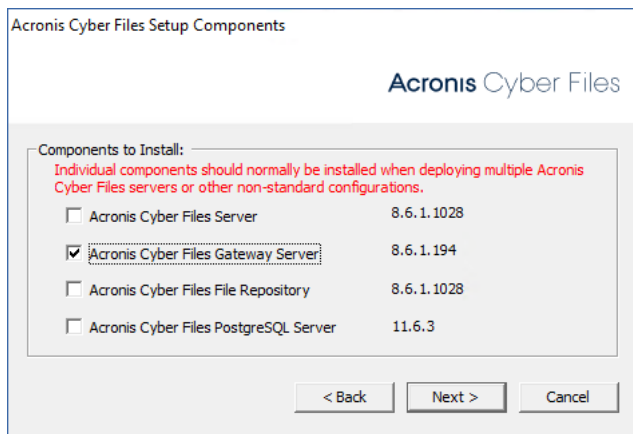 Acronis Cyber Files Setup Components
Acronis Cyber Files
Components to Install:
Individual components should normally be installed when deploying multiple Acronis
Cyber Files servers or other non-standard configurations.
Acronis Cyber Files Server 8.6.1.1028
Acronis Cyber Files Gateway Server 8.6.1.194
Acronis Cyber Files File Repository 8.6.1.1028
Acronis Cyber Files PostgreSQL Server 11.6.3
< Back Next > Cancel